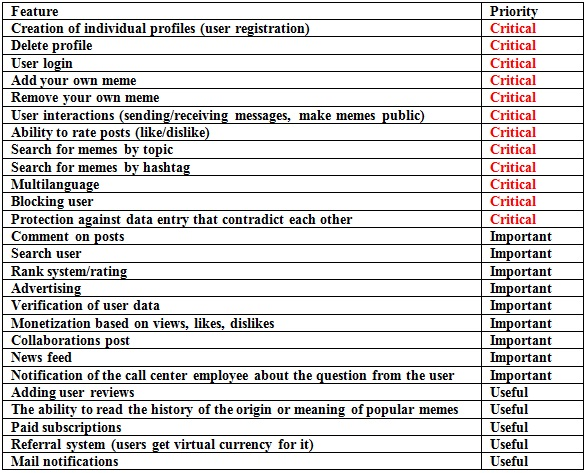 Feature Priority
Creation of individual profiles (user registration) Critical
Delete profile Critical
User login Critical
Add your own meme Critical
Remove your own meme Critical
User interactions (sending/receiving messages, make memes public) Critical
Ability to rate posts (like/dislike) Critical
Search for memes by topic Critical
Search for memes by hashtag Critical
Multilanguage Critical
Blocking user Critical
Protection against data entry that contradict each other Critical
Comment on posts Important
Search user Important
Rank system/rating Important
Advertising Important
Verification of user data Important
Monetization based on views, likes, dislikes Important
Collaborations post Important
News feed Important
Notification of the call center employee about the question from the user Important
Adding user reviews Useful
The ability to read the history of the origin or meaning of popular memes Useful
Paid subscriptions Useful
Referral system (users get virtual currency for it) Useful
Mail notifications Useful